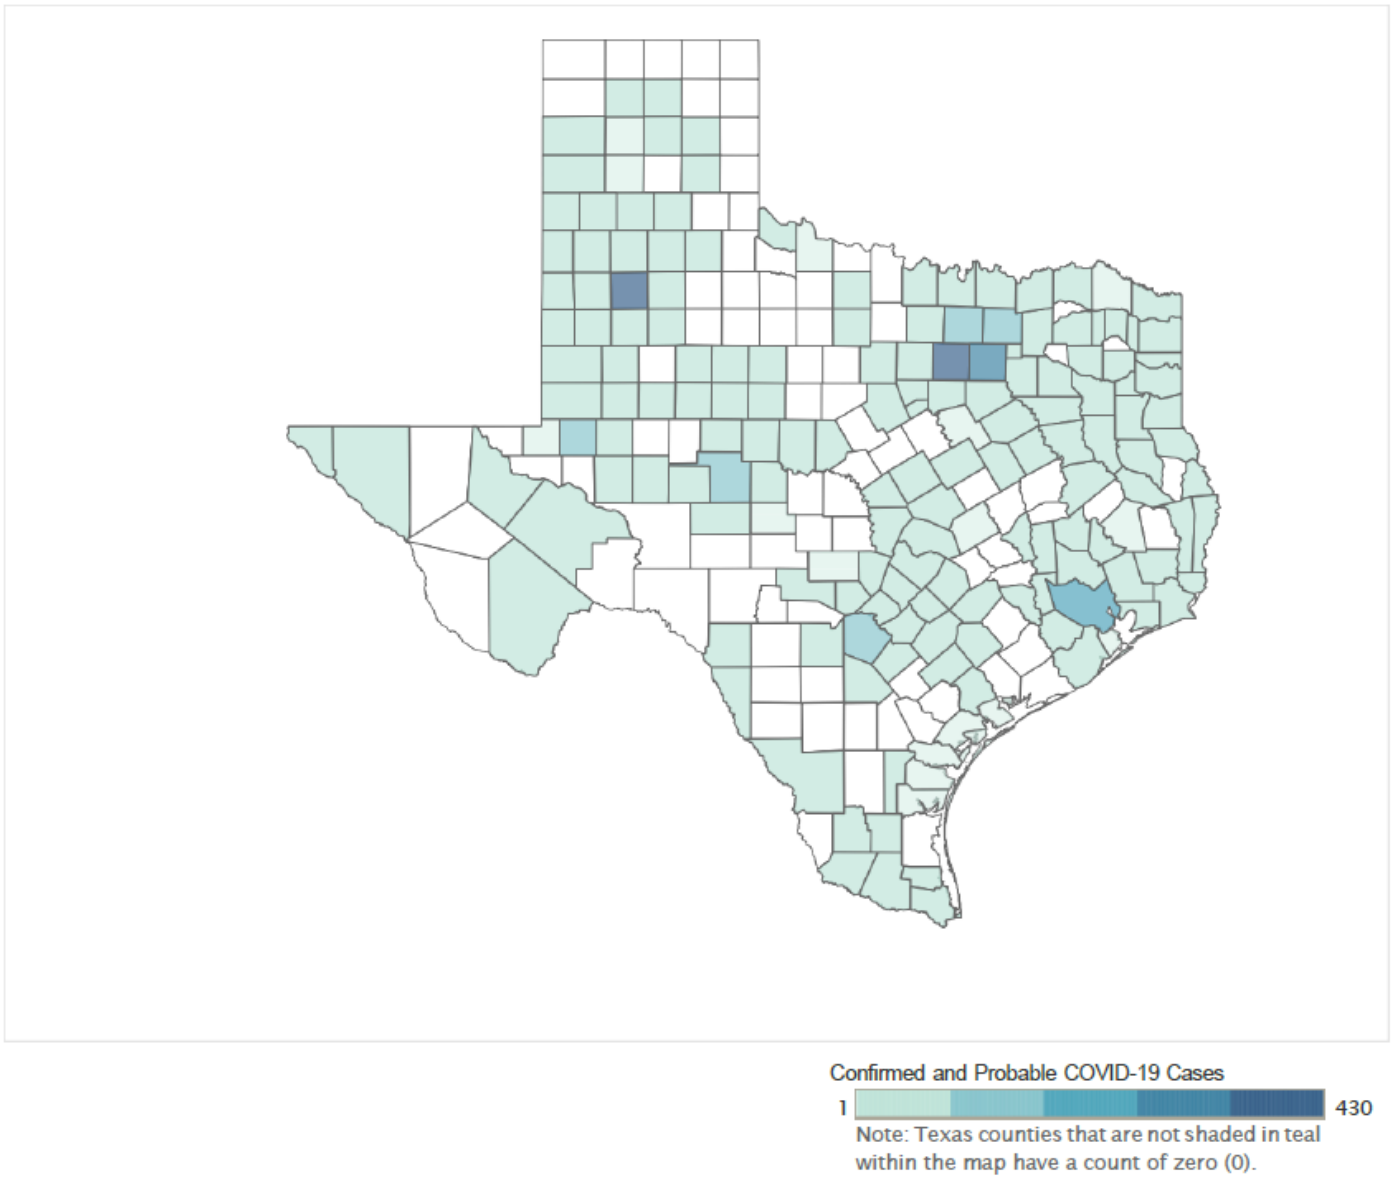 Confirmed and Probable COVID-19 Cases
1 430
Note: Texas counties that are not shaded in teal
within the map have a count of zero (0).